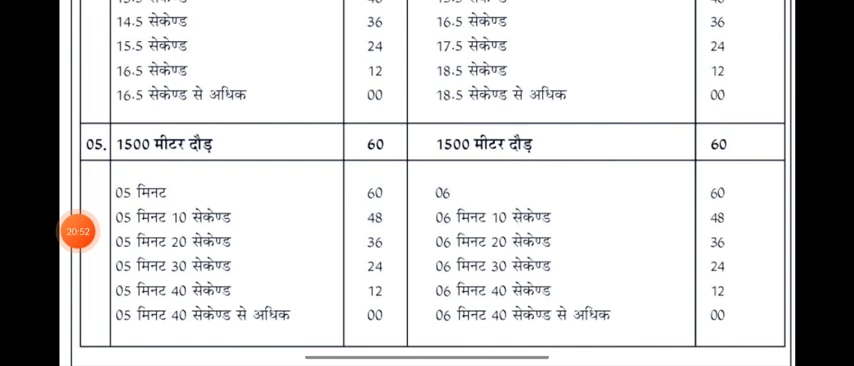 14.5 सेकेण्ड 36 16.5 सेकेण्ड 36
15.5 सेकेण्ड 24 17.5 सेकेण्ड 24
16.5 सेकेण्ड 12 18.5 सेकेण्ड 12
16.5 सेकेण्ड से अधिक 00 18.5 सेकेण्ड से अधिक 00
05. 1500 मीटर दौड़ 60 1500 मीटर दौड़ 60
05 मिनट 60 06 60
05 मिनट 10 सेकेण्ड 48 06 मिनट 10 सेकेण्ड 48
20:52
05 मिनट 20 सेकेण्ड 36 06 मिनट 20 सेकेण्ड 36
05 मिनट 30 सेकेण्ड 24 06 मिनट 30 सेकेण्ड 24
05 मिनट 40 सेकेण्ड 12 06 मिनट 40 सेकेण्ड 12
05 मिनट 40 सेकेण्ड से अधिक 00 06 मिनट 40 सेकेण्ड से अधिक 00